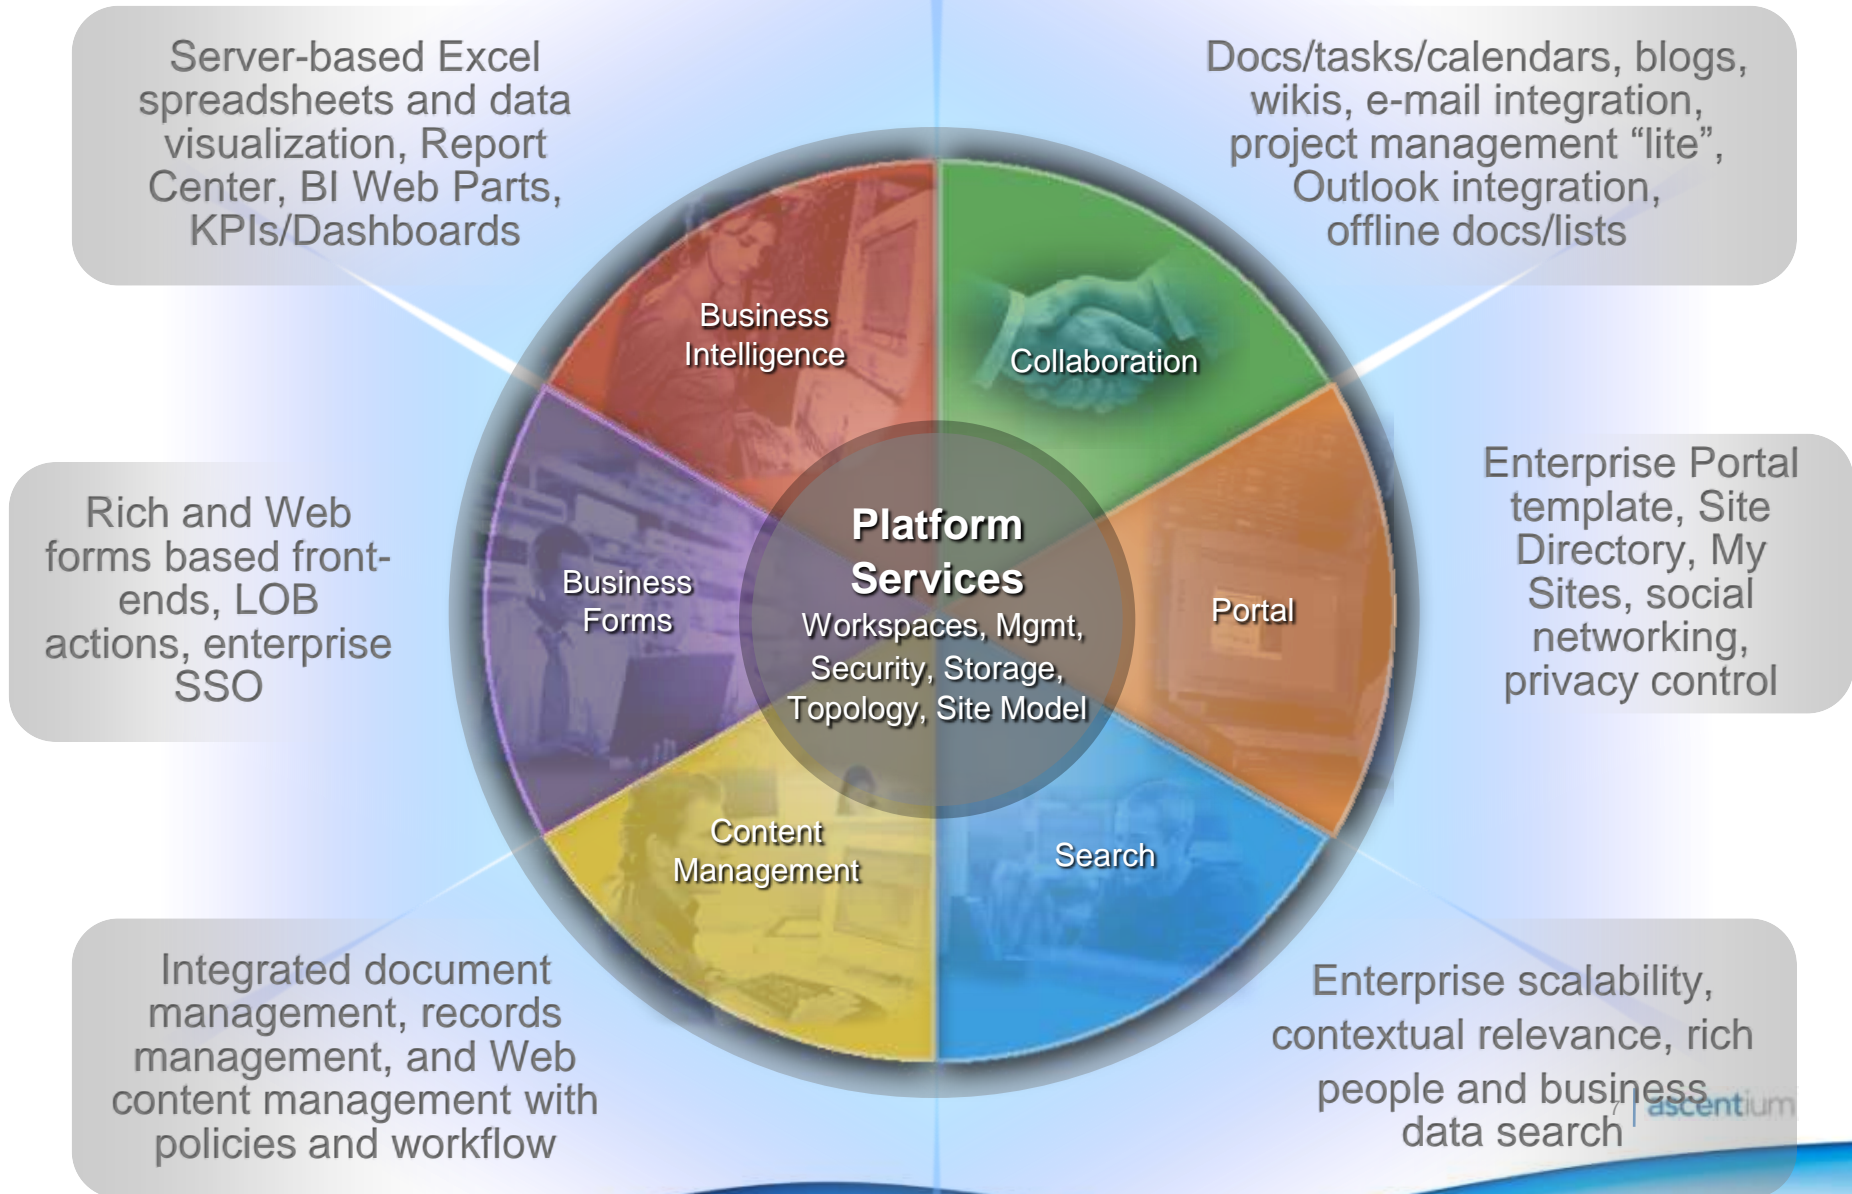 Server-based Excel
spreadsheets and data
visualization, Report
Center, BI Web Parts,
KPIs/Dashboards
Docs/tasks/calendars, blogs,
wikis, e-mail integration,
project management “lite”,
Outlook integration,
offline docs/lists
Business
Intelligence
Collaboration
Rich and Web
forms based front-
ends, LOB
actions, enterprise
SSO
Business
Forms
Platform
Services
Workspaces, Mgmt,
Security, Storage,
Topology, Site Model
Portal
Enterprise Portal
template, Site
Directory, My
Sites, social
networking,
privacy control
Content
Management
Search
Integrated document
management, records
management, and Web
content management with
policies and workflow
Enterprise scalability,
contextual relevance, rich
people and business
data search
7 | ascentium